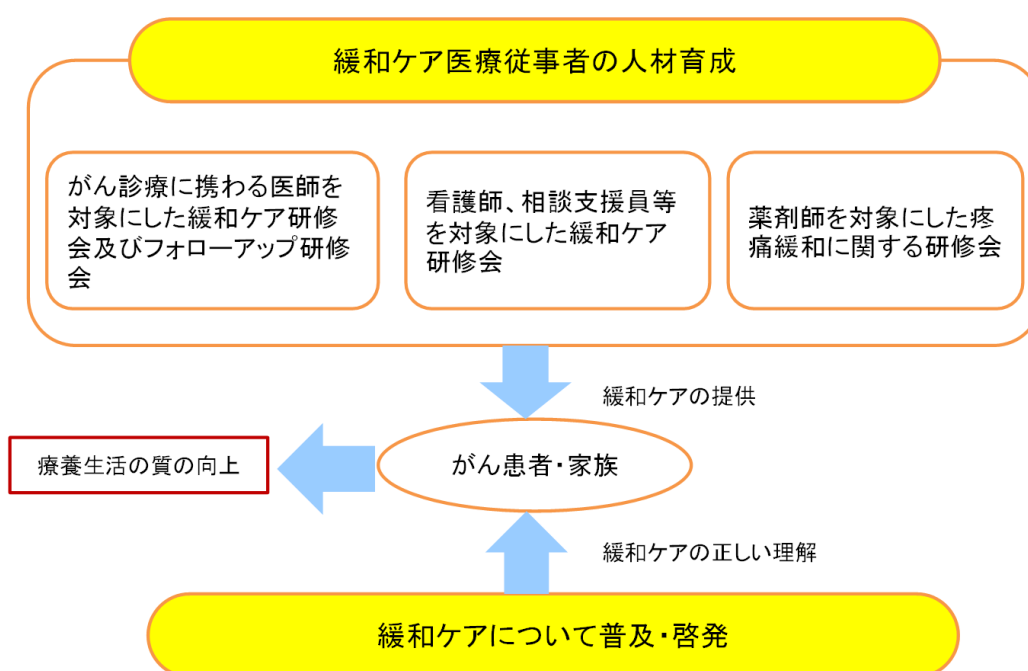 緩和ケア医療従事者の人材育成
がん診療に携わる医師を
対象にした緩和ケア研修
会及びフォローアップ研修
会
看護師、相談支援員等
を対象にした緩和ケア
研修会
薬剤師を対象にした疼
痛緩和に関する研修会
緩和ケアの提供
療養生活の質の向上
がん患者・家族
緩和ケアの正しい理解
緩和ケアについて普及・啓発